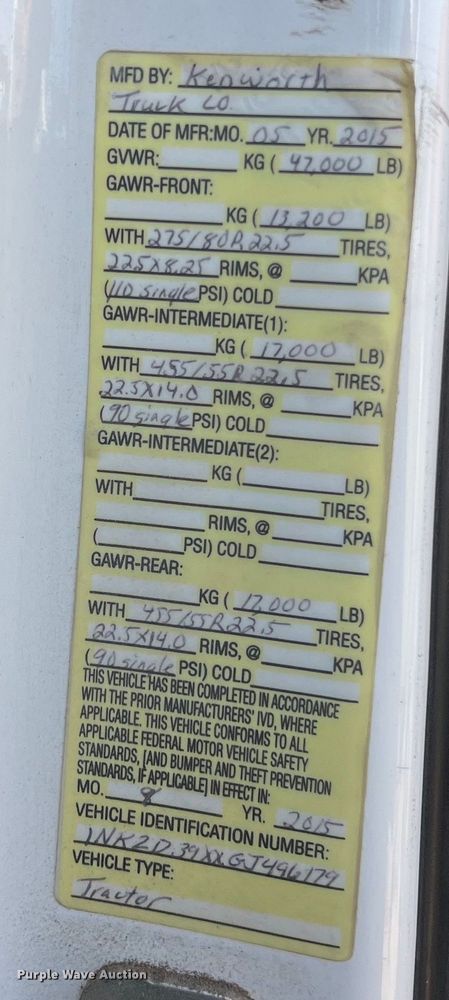 MFD BY: Kenworth
Truck Co.
DATE OF MFR:MO. 05 YR. 2015
GVWR: KG ( 47,000 LB)
GAWR-FRONT:
KG ( 13,200 LB)
WITH 275/80R22.5 TIRES,
22.5X8.25 RIMS, @ KPA
(110 single PSI) COLD
GAWR-INTERMEDIATE(1):
KG ( 17,000 LB)
WITH 455/55R22.5 TIRES,
22.5X14.0 RIMS, @ KPA
(90 single PSI) COLD
GAWR-INTERMEDIATE(2):
KG ( LB)
WITH TIRES,
RIMS, @ KPA
( PSI) COLD
GAWR-REAR:
KG ( 17,000 LB)
WITH 455/55R22.5 TIRES,
22.5X14.0 RIMS, @ KPA
(90 single PSI) COLD
THIS VEHICLE HAS BEEN COMPLETED IN ACCORDANCE
WITH THE PRIOR MANUFACTURERS' IVD, WHERE
APPLICABLE. THIS VEHICLE CONFORMS TO ALL
APPLICABLE FEDERAL MOTOR VEHICLE SAFETY
STANDARDS, [AND BUMPER AND THEFT PREVENTION
STANDARDS, IF APPLICABLE] IN EFFECT IN:
MO. 8 YR. 2015
VEHICLE IDENTIFICATION NUMBER:
1NKZD39XXGJ496179
VEHICLE TYPE:
Tractor
Purple Wave Auction